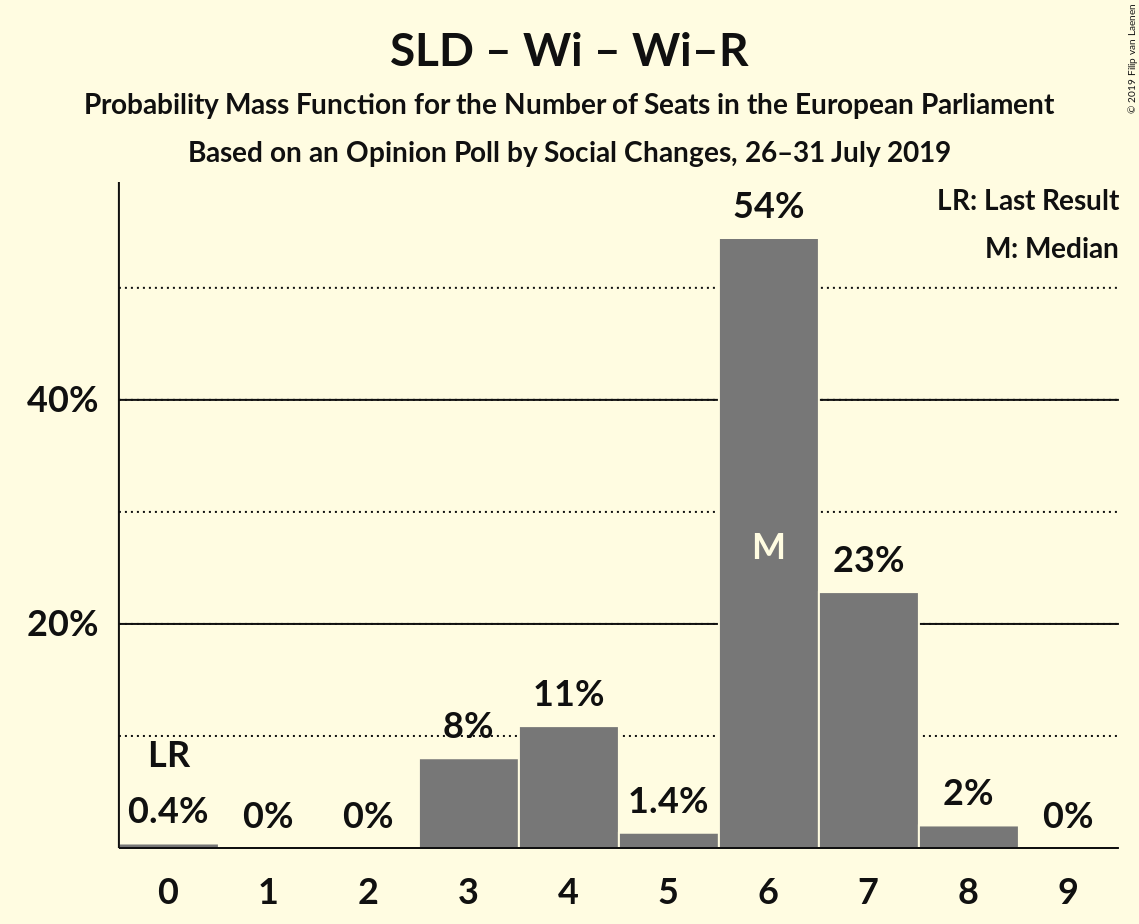 SLD – Wi – Wi–R
Probability Mass Function for the Number of Seats in the European Parliament
Based on an Opinion Poll by Social Changes, 26–31 July 2019
© 2019 Filip van Laenen
LR: Last Result
M: Median
54%
40%
M
23%
20%
11%
8%
LR
0.4%
0%
0%
1.4%
2%
0%
0 1 2 3 4 5 6 7 8 9